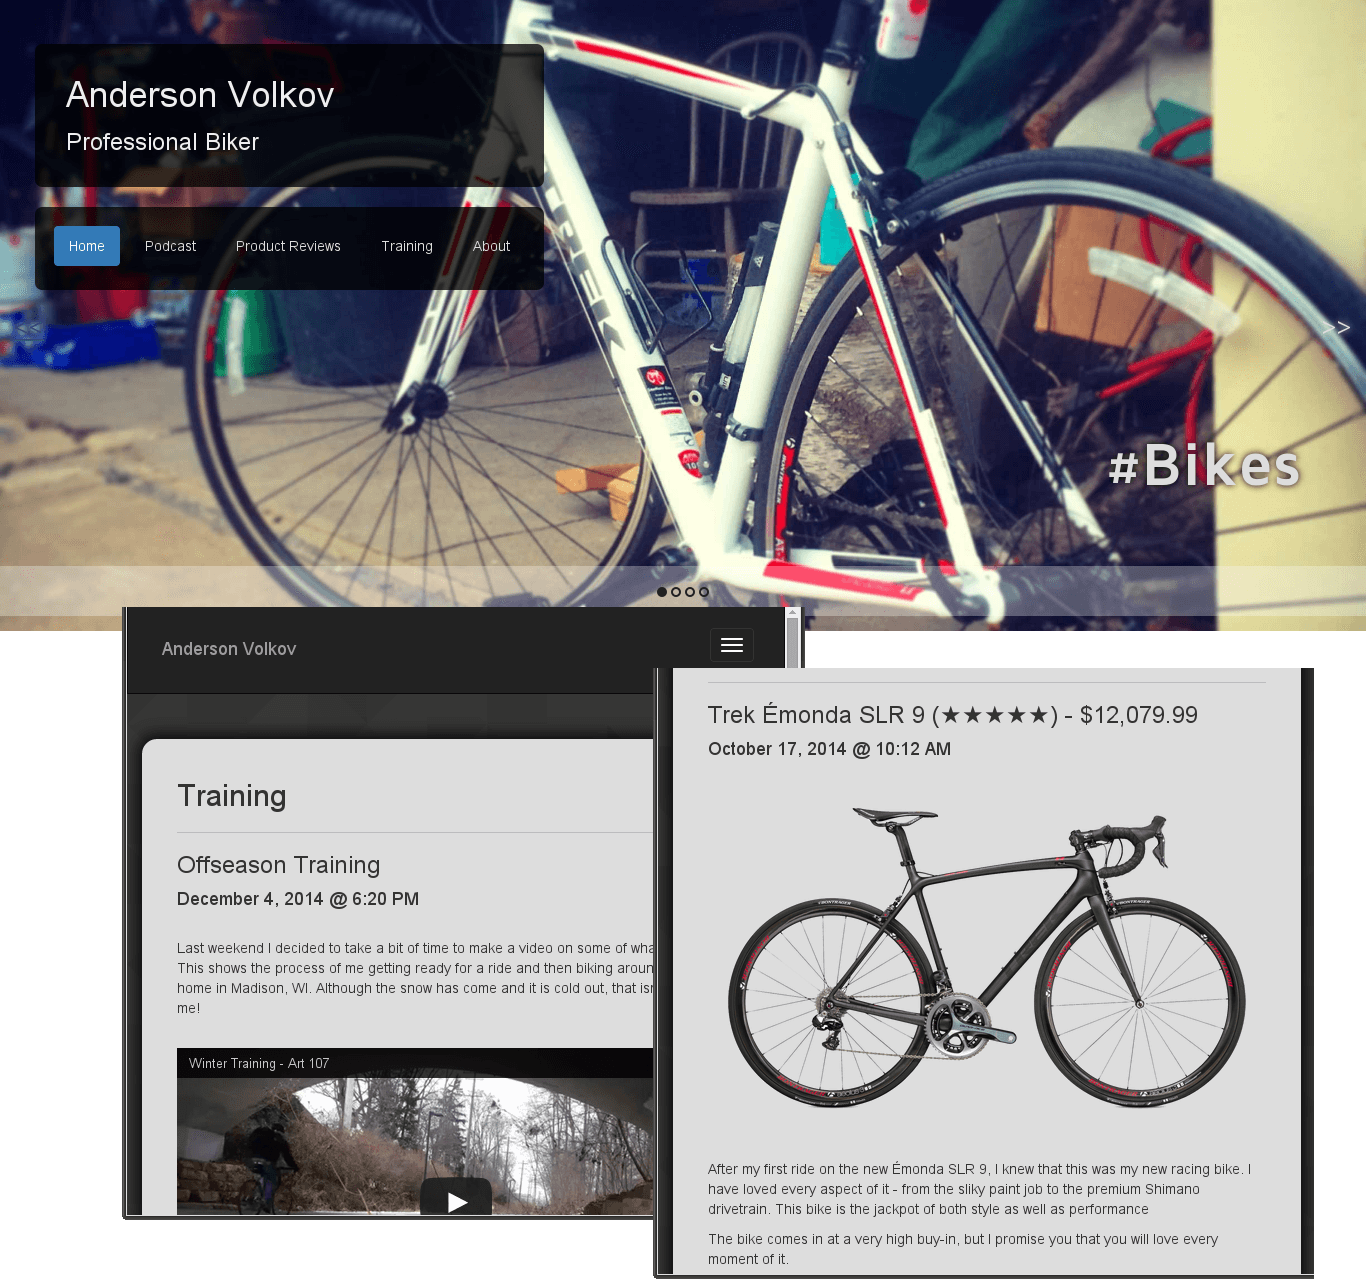 Anderson Volkov
Professional Biker
Home Podcast Product Reviews Training About
<< >>
#Bikes
Anderson Volkov
Training
Offseason Training
December 4, 2014 @ 6:20 PM
Last weekend I decided to take a bit of time to make a video on some of
This shows the process of me getting ready for a ride and then biking
home in Madison, WI. Although the snow has come and it is cold out, that
me!
Winter Training - Art 107
Trek Émonda SLR 9 (★★★★★) - $12,079.99
October 17, 2014 @ 10:12 AM
BONTRAGER BONTRAGER
After my first ride on the new Émonda SLR 9, I knew that this was my new racing bike. I
have loved every aspect of it - from the sliky paint job to the premium Shimano
drivetrain. This bike is the jackpot of both style as well as performance
The bike comes in at a very high buy-in, but I promise you that you will love every
moment of it.